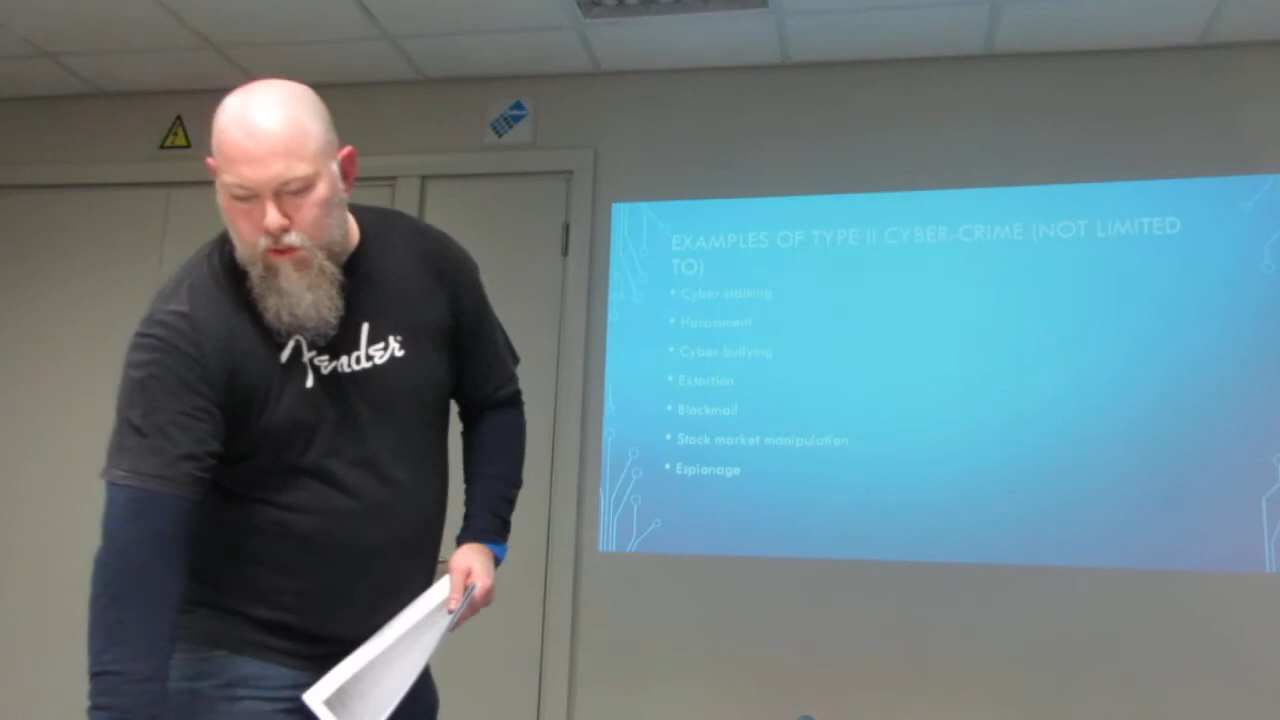 Fender
EXAMPLES OF TYPE II CYBER-CRIME (NOT LIMITED
TO)
• Cyber-stalking
• Harassment
• Cyber bullying
• Extortion
• Blackmail
• Stock market manipulation
• Espionage